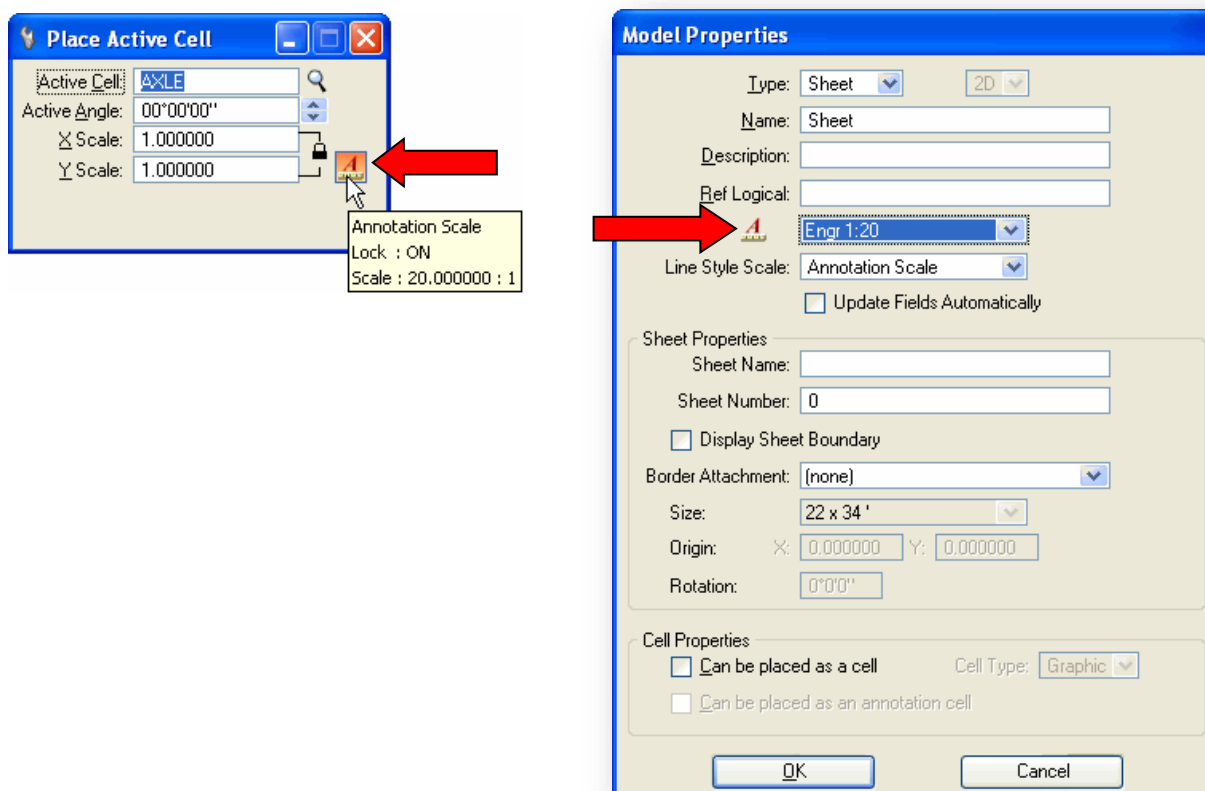 Place Active Cell
Active Cell: AXLE
Active Angle: 00°00'00"
X Scale: 1.000000
Y Scale: 1.000000
A
Annotation Scale
Lock : ON
Scale : 20.000000 : 1
Model Properties
Type: Sheet 2D
Name: Sheet
Description:
Ref Logical:
A Engr 1:20
Line Style Scale: Annotation Scale
Update Fields Automatically
Sheet Properties
Sheet Name:
Sheet Number: 0
Display Sheet Boundary
Border Attachment: (none)
Size: 22 x 34 '
Origin: X: 0.000000 Y: 0.000000
Rotation: 0°0'0"
Cell Properties
Can be placed as a cell Cell Type: Graphic
Can be placed as an annotation cell
OK Cancel